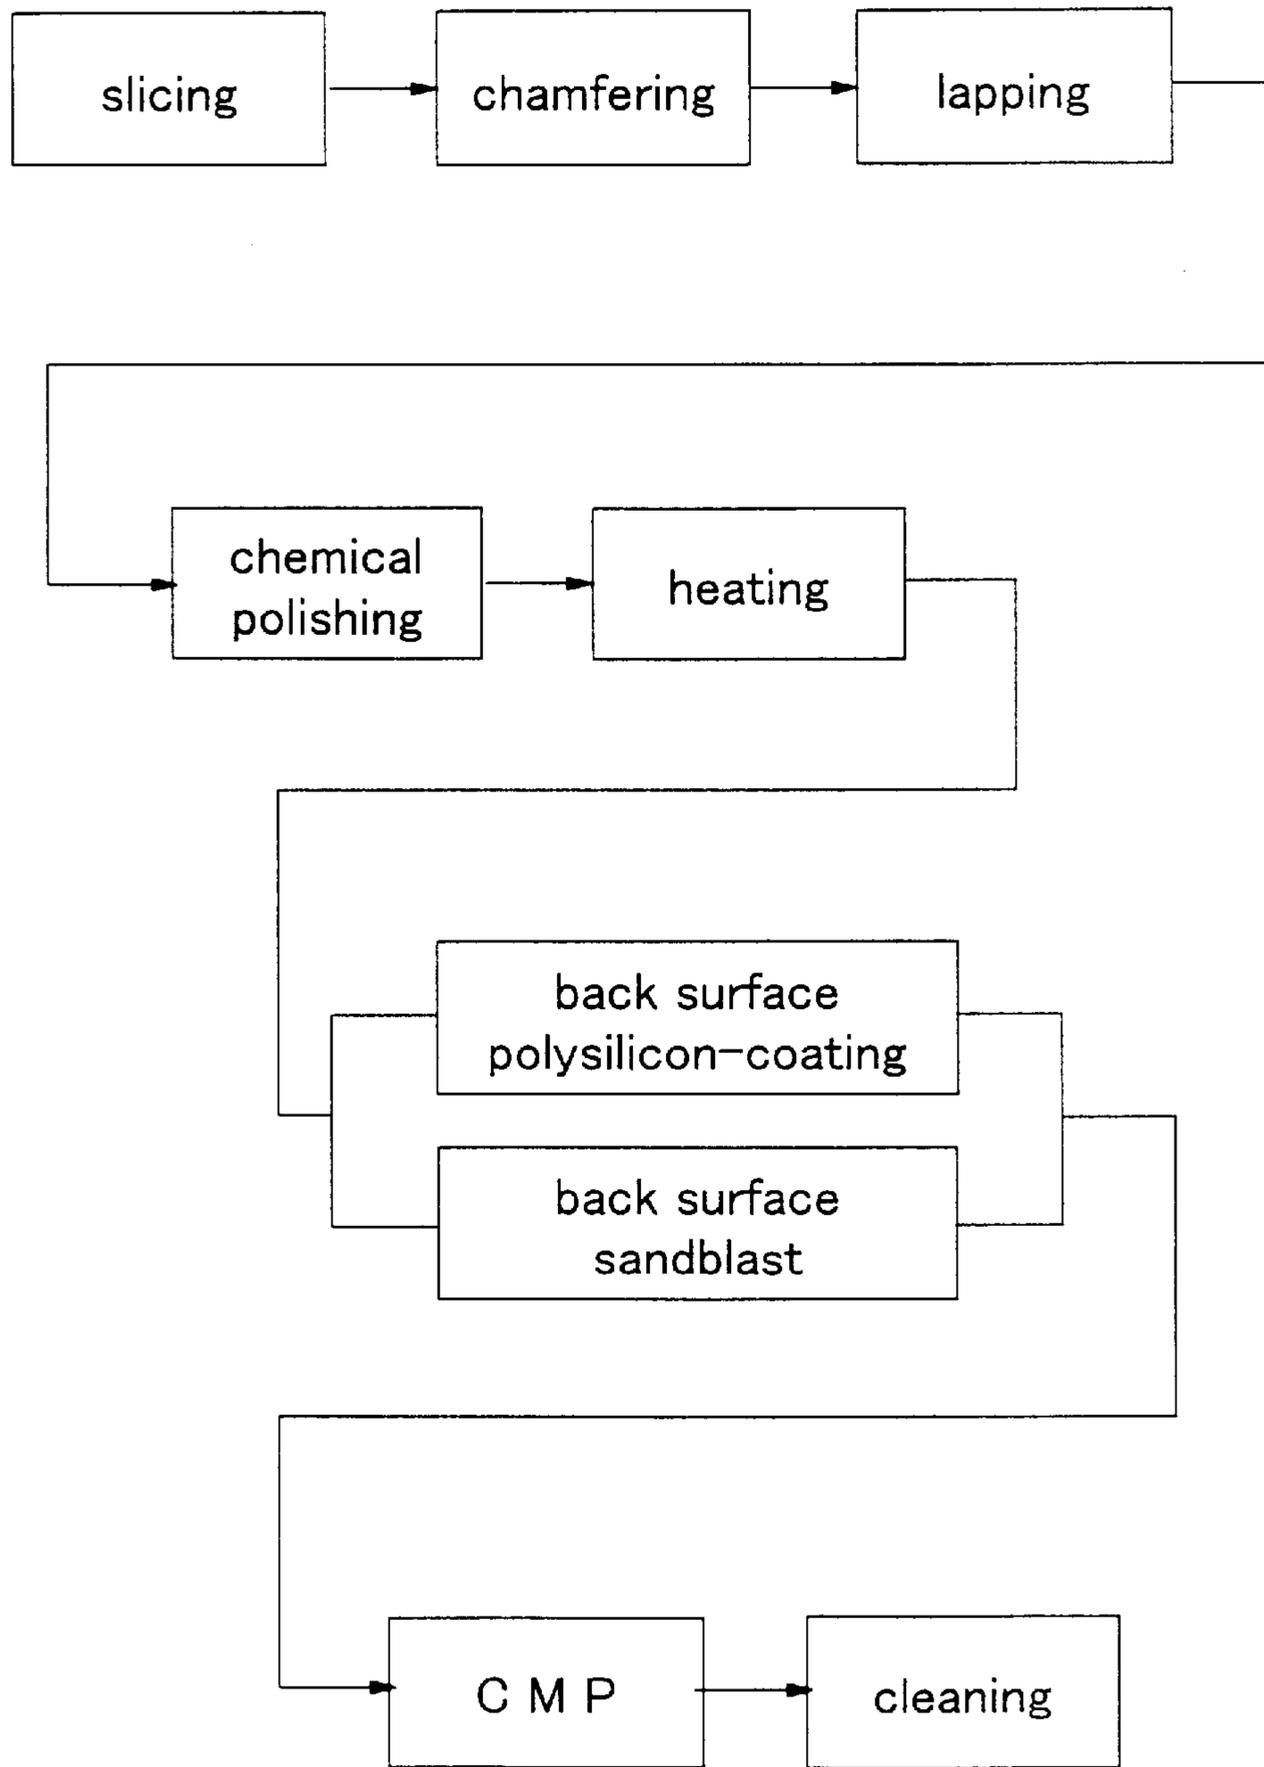 slicing
chamfering
lapping
chemical
polishing
heating
back surface
polysilicon-coating
back surface
sandblast
C M P
cleaning